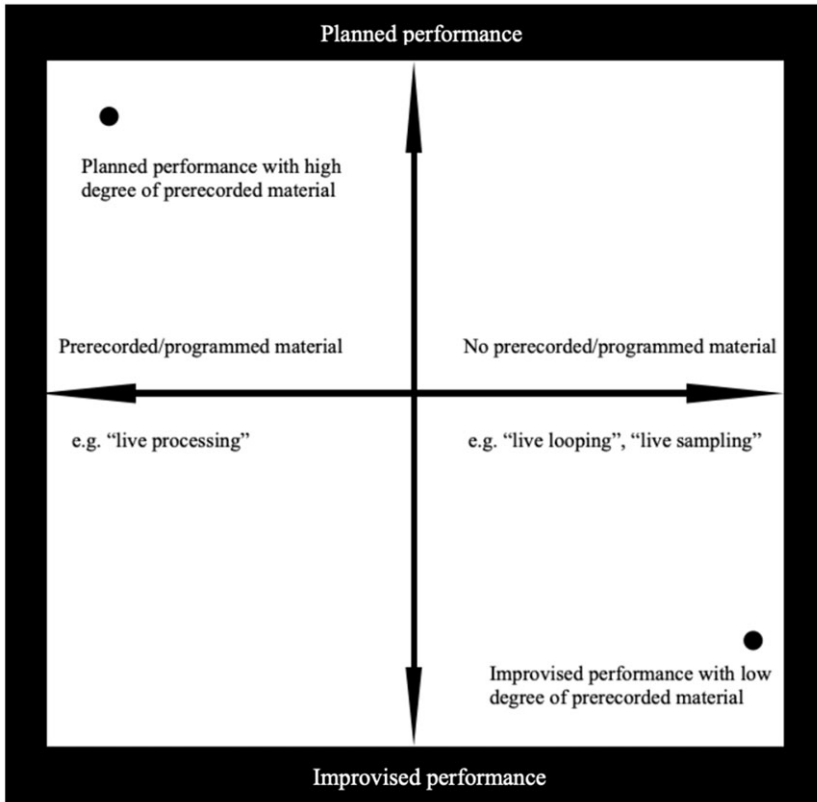 Planned performance
Planned performance with high
degree of prerecorded material
Prerecorded/programmed material
No prerecorded/programmed material
e.g. “live processing”
e.g. “live looping”, “live sampling”
Improvised performance with low
degree of prerecorded material
Improvised performance